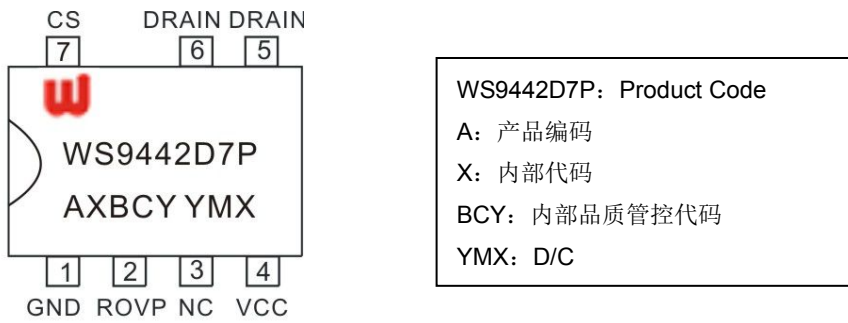 CS DRAIN DRAIN
7 6 5
WS9442D7P
AXBCY YMX
1 2 3 4
GND ROVP NC VCC
WS9442D7P：Product Code
A：产品编码
X：内部代码
BCY：内部品质管控代码
YMX：D/C